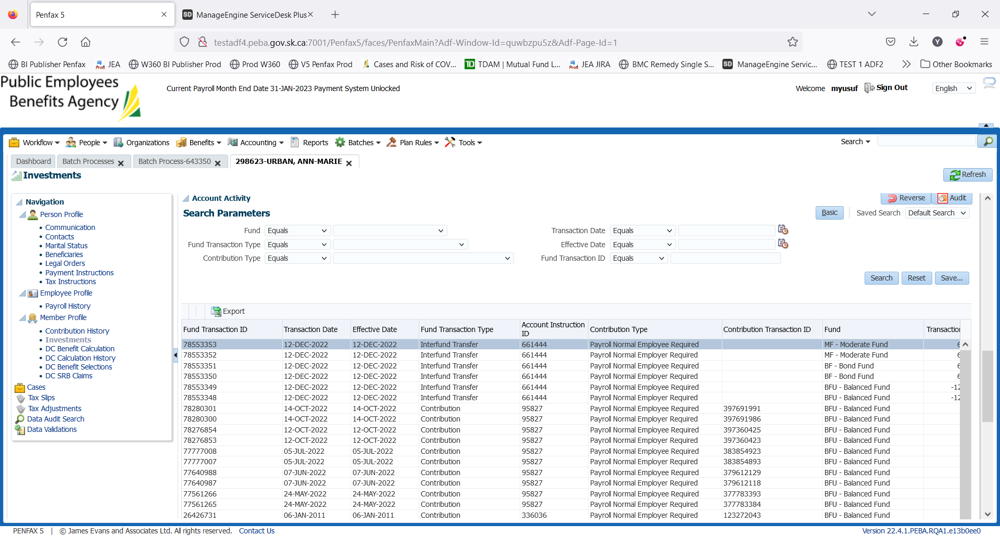 Penfax 5
SD ManageEngine ServiceDesk Plus
testadf4.peba.gov.sk.ca:7001/Penfax5/faces/PenfaxMain?Adf-Window-Id=quwbzpu5z&Adf-Page-Id=1
Y
BI Publisher Penfax Prod JEA W360 BI Publisher Prod Prod W360 V5 Penfax Prod Cases and Risk of COV... TD TDAM | Mutual Fund L... Prod JEA JIRA BMC Remedy Single S... SD ManageEngine Servic... TEST 1 ADF2 Other Bookmarks
Public Employees
Benefits Agency
Current Payroll Month End Date 31-JAN-2023 Payment System Unlocked
Welcome myusuf Sign Out English
Workflow People Organizations Benefits Accounting Reports Batches Plan Rules Tools Search
Dashboard Batch Processes Batch Process-643350 298623-URBAN, ANN-MARIE
Investments Refresh
Navigation
Person Profile
Communication
Contacts
Marital Status
Beneficiaries
Legal Orders
Payment Instructions
Tax Instructions
Employee Profile
Payroll History
Member Profile
Contribution History
Investments
DC Benefit Calculation
DC Calculation History
DC Benefit Selections
DC SRB Claims
Cases
Tax Slips
Tax Adjustments
Data Audit Search
Data Validations
Account Activity Reverse Audit
Search Parameters Basic Saved Search Default Search
Fund Equals Transaction Date Equals
Fund Transaction Type Equals Effective Date Equals
Contribution Type Equals Fund Transaction ID Equals
Search Reset Save...
Export
Fund Transaction ID Transaction Date Effective Date Fund Transaction Type Account Instruction ID Contribution Type Contribution Transaction ID Fund Transaction
78553353 12-DEC-2022 12-DEC-2022 Interfund Transfer 661444 Payroll Normal Employee Required MF - Moderate Fund 6
78553352 12-DEC-2022 12-DEC-2022 Interfund Transfer 661444 Payroll Normal Employer Required MF - Moderate Fund 6
78553351 12-DEC-2022 12-DEC-2022 Interfund Transfer 661444 Payroll Normal Employee Required BF - Bond Fund 6
78553350 12-DEC-2022 12-DEC-2022 Interfund Transfer 661444 Payroll Normal Employer Required BF - Bond Fund 6
78553349 12-DEC-2022 12-DEC-2022 Interfund Transfer 661444 Payroll Normal Employee Required BFU - Balanced Fund -12
78553348 12-DEC-2022 12-DEC-2022 Interfund Transfer 661444 Payroll Normal Employer Required BFU - Balanced Fund -12
78280301 14-OCT-2022 14-OCT-2022 Contribution 95827 Payroll Normal Employee Required 397691991 BFU - Balanced Fund
78280300 14-OCT-2022 14-OCT-2022 Contribution 95827 Payroll Normal Employer Required 397691986 BFU - Balanced Fund
78276854 12-OCT-2022 12-OCT-2022 Contribution 95827 Payroll Normal Employee Required 397360425 BFU - Balanced Fund
78276853 12-OCT-2022 12-OCT-2022 Contribution 95827 Payroll Normal Employer Required 397360423 BFU - Balanced Fund
77777008 05-JUL-2022 05-JUL-2022 Contribution 95827 Payroll Normal Employee Required 383854923 BFU - Balanced Fund
77777007 05-JUL-2022 05-JUL-2022 Contribution 95827 Payroll Normal Employer Required 383854893 BFU - Balanced Fund
77640988 07-JUN-2022 07-JUN-2022 Contribution 95827 Payroll Normal Employee Required 379612129 BFU - Balanced Fund
77640987 07-JUN-2022 07-JUN-2022 Contribution 95827 Payroll Normal Employer Required 379612118 BFU - Balanced Fund
77561266 24-MAY-2022 24-MAY-2022 Contribution 95827 Payroll Normal Employee Required 377783393 BFU - Balanced Fund
77561265 24-MAY-2022 24-MAY-2022 Contribution 95827 Payroll Normal Employer Required 377783384 BFU - Balanced Fund
26426731 06-JAN-2011 06-JAN-2011 Contribution 336036 Payroll Normal Employer Required 123272043 BFU - Balanced Fund
PENFAX 5 | © James Evans and Associates Ltd. All rights reserved. Contact Us Version 22.4.1.PEBA.RQA1.e13b0ee0